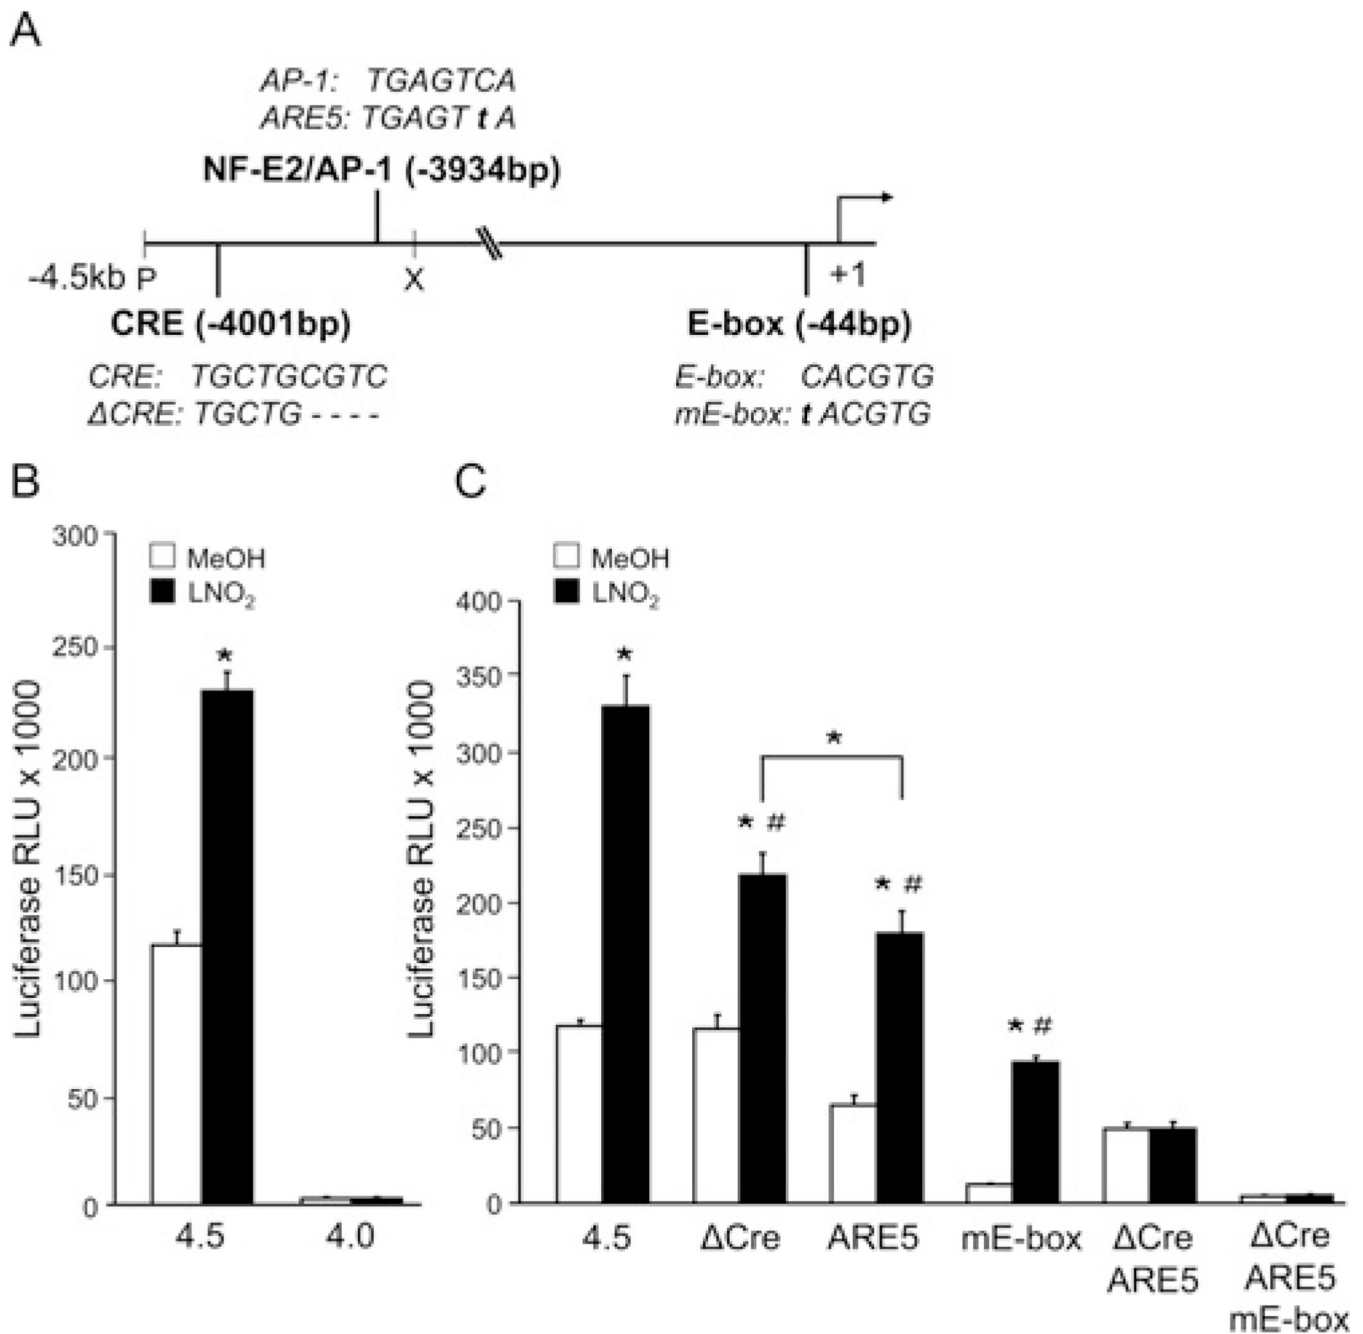 A
AP-1: TGAGTCA
ARE5: TGAGT t A
NF-E2/AP-1 (-3934bp)
-4.5kb P
X
+1
CRE (-4001bp)
E-box (-44bp)
CRE: TGCTGCGTC
ΔCRE: TGCTG - - - -
E-box: CACGTG
mE-box: t ACGTG
B
Luciferase RLU x 1000
300
250
200
150
100
50
0
MeOH
LNO2
*
4.5
4.0
C
Luciferase RLU x 1000
400
350
300
250
200
150
100
50
0
MeOH
LNO2
*
*
* #
* #
* #
4.5
ΔCre
ARE5
mE-box
ΔCre
ARE5
ΔCre
ARE5
mE-box